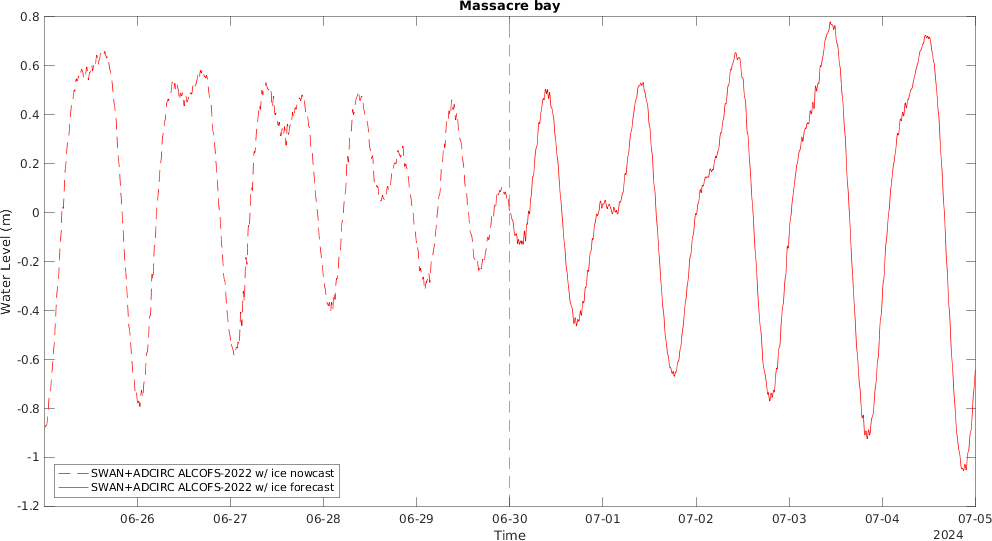 Massacre bay
0.8
0.6
0.4
0.2
0
-0.2
-0.4
-0.6
-0.8
-1
-1.2
Water Level (m)
SWAN+ADCIRC ALCOFS-2022 w/ ice nowcast
SWAN+ADCIRC ALCOFS-2022 w/ ice forecast
06-26 06-27 06-28 06-29 06-30 07-01 07-02 07-03 07-04 07-05
Time
2024